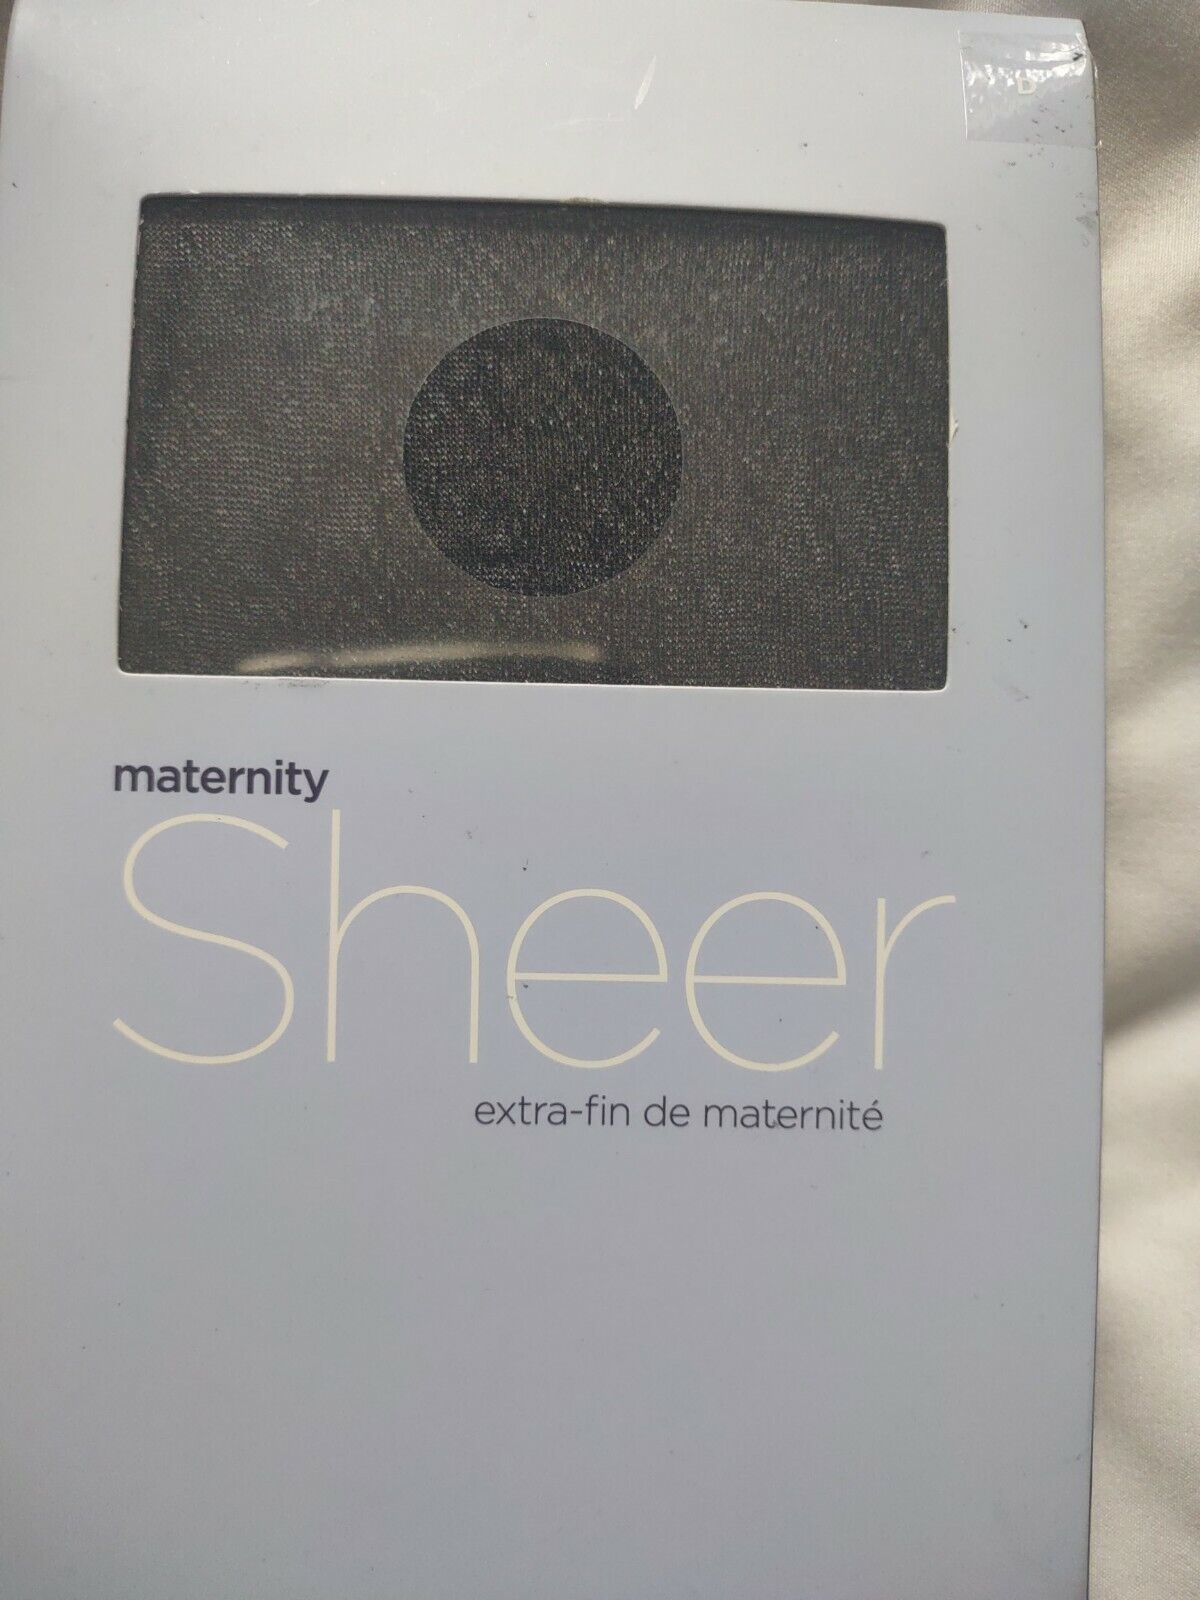 D
maternity
Sheer
extra-fin de maternité